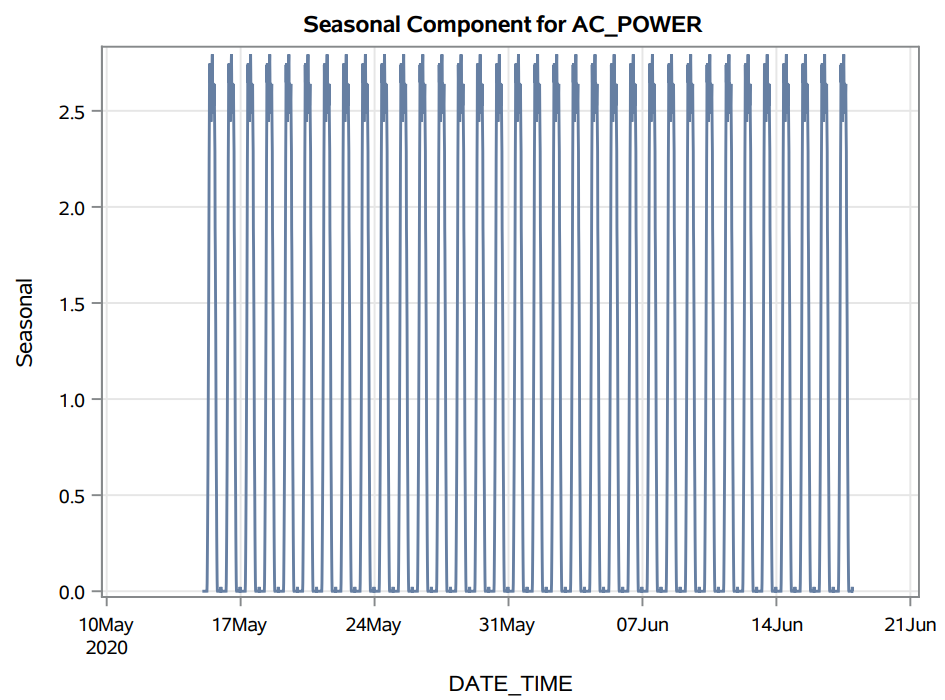 Seasonal Component for AC_POWER
Seasonal
2.5
2.0
1.5
1.0
0.5
0.0
10May 17May 24May 31May 07Jun 14Jun 21Jun
2020
DATE_TIME